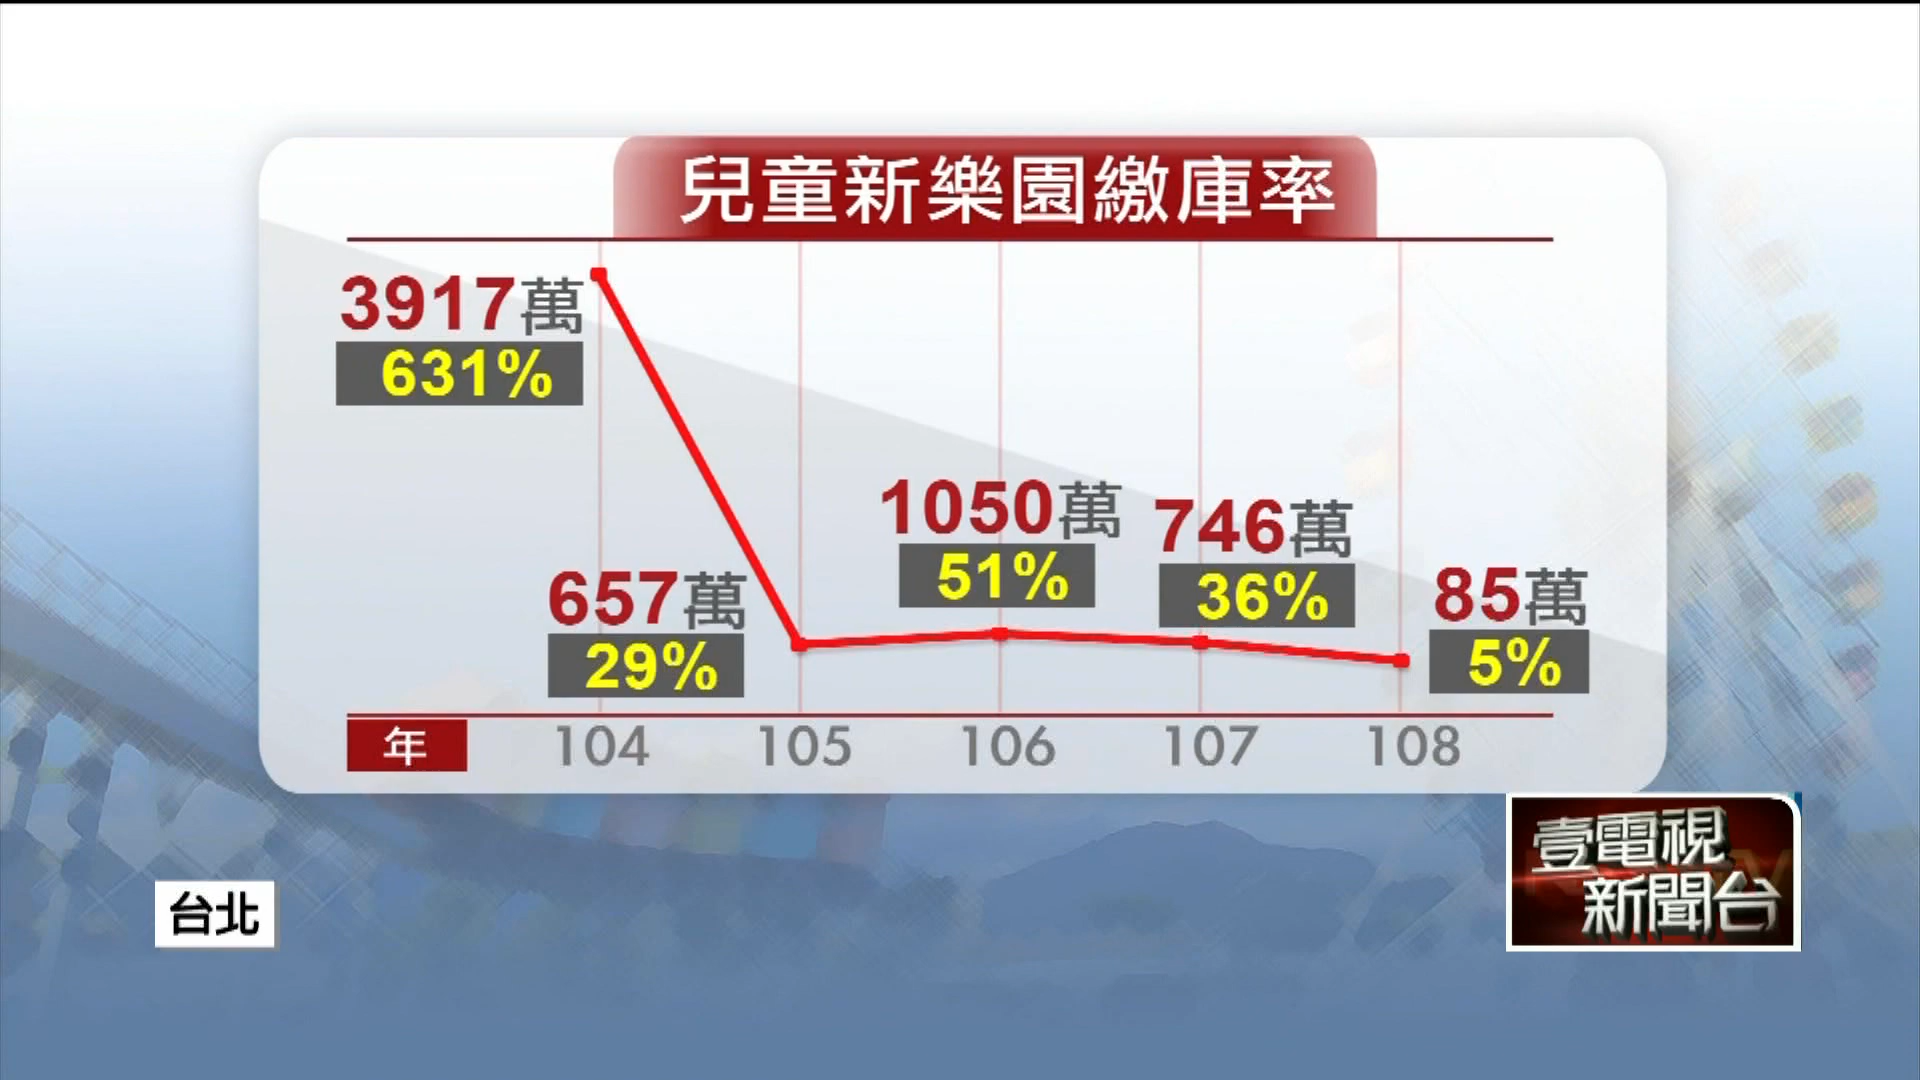 兒童新樂園繳庫率
3917萬
631%
657萬
29%
1050萬
51%
746萬
36%
85萬
5%
年 104 105 106 107 108
台北
壹電視
新聞台